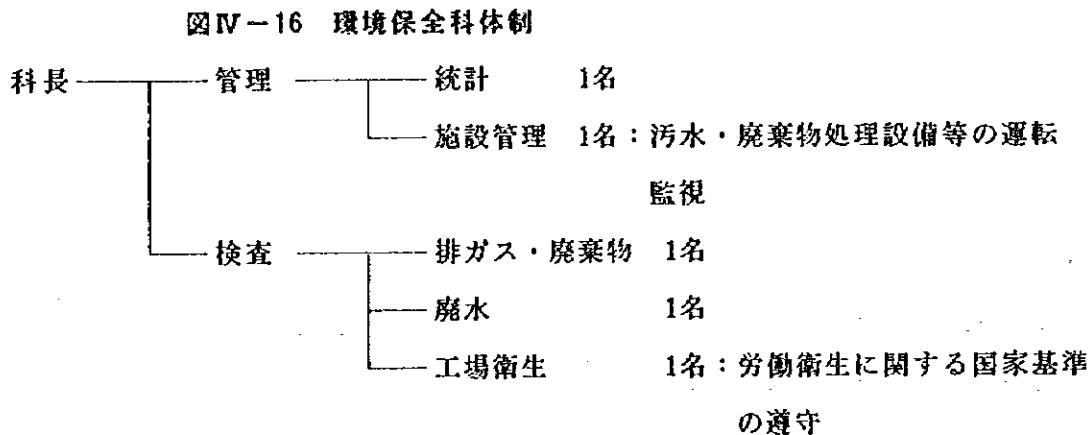 図Ⅳ－16 環境保全科体制
科長 管理 統計 1名
施設管理 1名：汚水・廃棄物処理設備等の運転
監視
検査 排ガス・廃棄物 1名
廃水 1名
工場衛生 1名：労働衛生に関する国家基準
の遵守